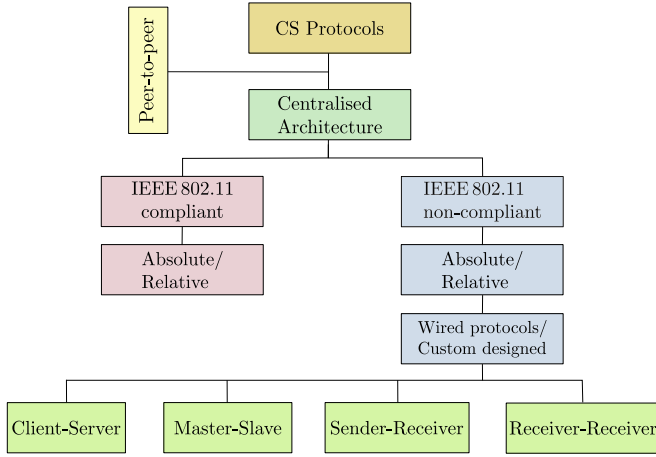 CS Protocols
Peer-to-peer
Centralised
Architecture
IEEE 802.11
compliant
IEEE 802.11
non-compliant
Absolute/
Relative
Absolute/
Relative
Wired protocols/
Custom designed
Client-Server
Master-Slave
Sender-Receiver
Receiver-Receiver